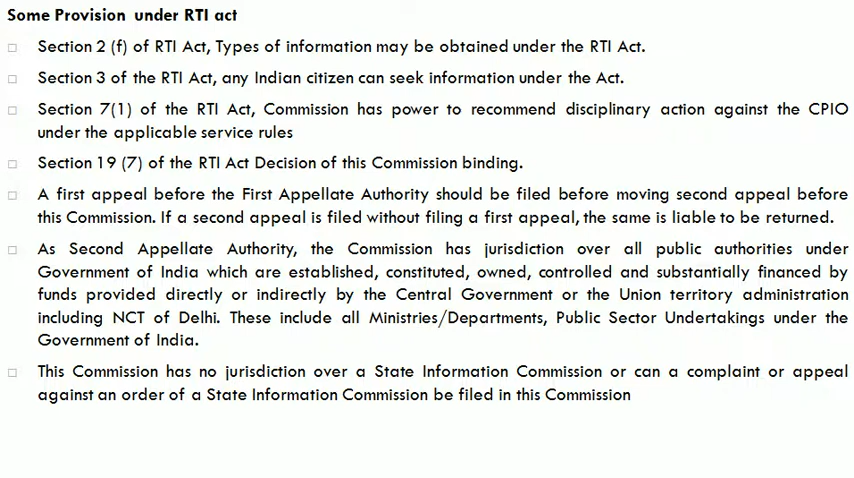 Some Provision under RTI act
□ Section 2 (f) of RTI Act, Types of information may be obtained under the RTI Act.
□ Section 3 of the RTI Act, any Indian citizen can seek information under the Act.
□ Section 7(1) of the RTI Act, Commission has power to recommend disciplinary action against the CPIO
under the applicable service rules
□ Section 19 (7) of the RTI Act Decision of this Commission binding.
□ A first appeal before the First Appellate Authority should be filed before moving second appeal before
this Commission. If a second appeal is filed without filing a first appeal, the same is liable to be returned.
□ As Second Appellate Authority, the Commission has jurisdiction over all public authorities under
Government of India which are established, constituted, owned, controlled and substantially financed by
funds provided directly or indirectly by the Central Government or the Union territory administration
including NCT of Delhi. These include all Ministries/Departments, Public Sector Undertakings under the
Government of India.
□ This Commission has no jurisdiction over a State Information Commission or can a complaint or appeal
against an order of a State Information Commission be filed in this Commission